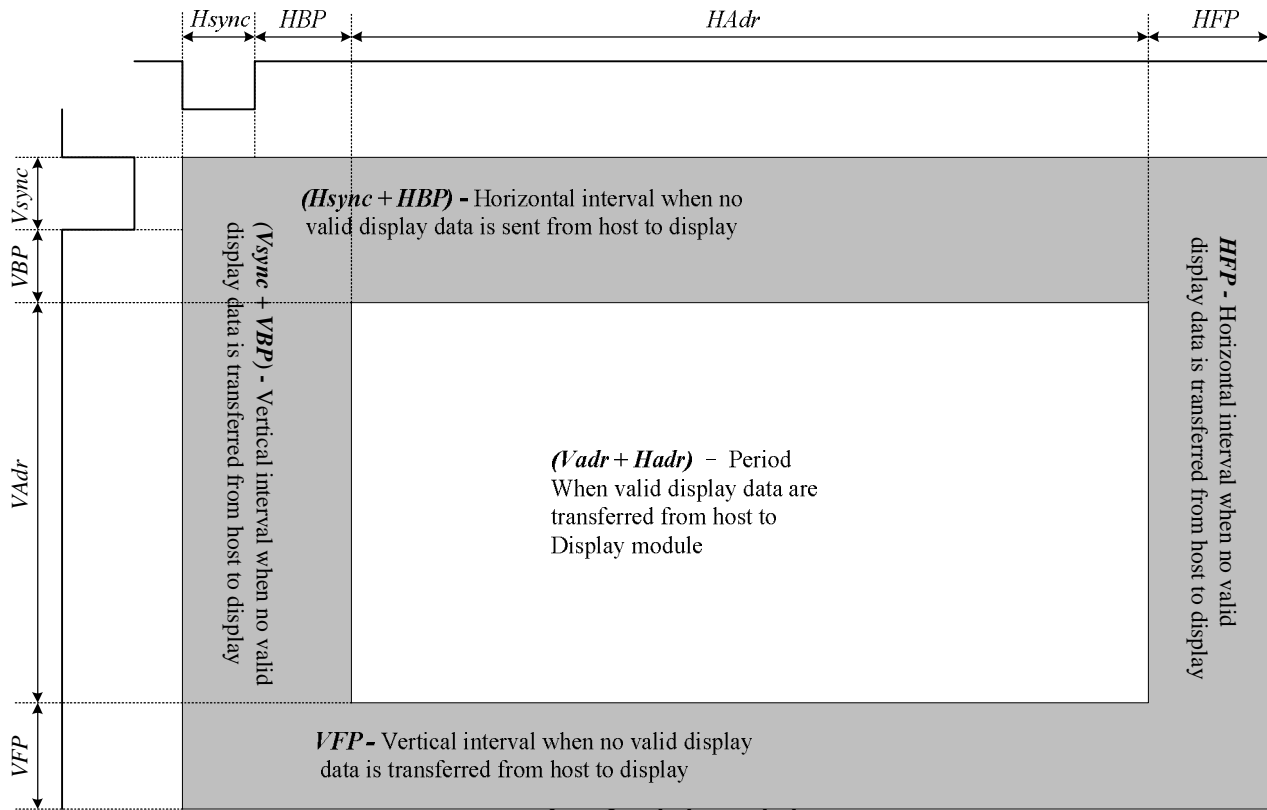 Hsync HBP HAdr HFP
Vsync
VBP
VAdr
VFP
(Hsync + HBP) - Horizontal interval when no
valid display data is sent from host to display
(Vsync + VBP) - Vertical interval when no valid
display data is transferred from host to display
(Vadr + Hadr) - Period
When valid display data are
transferred from host to
Display module
HFP - Horizontal interval when no valid
display data is transferred from host to display
VFP - Vertical interval when no valid display
data is transferred from host to display